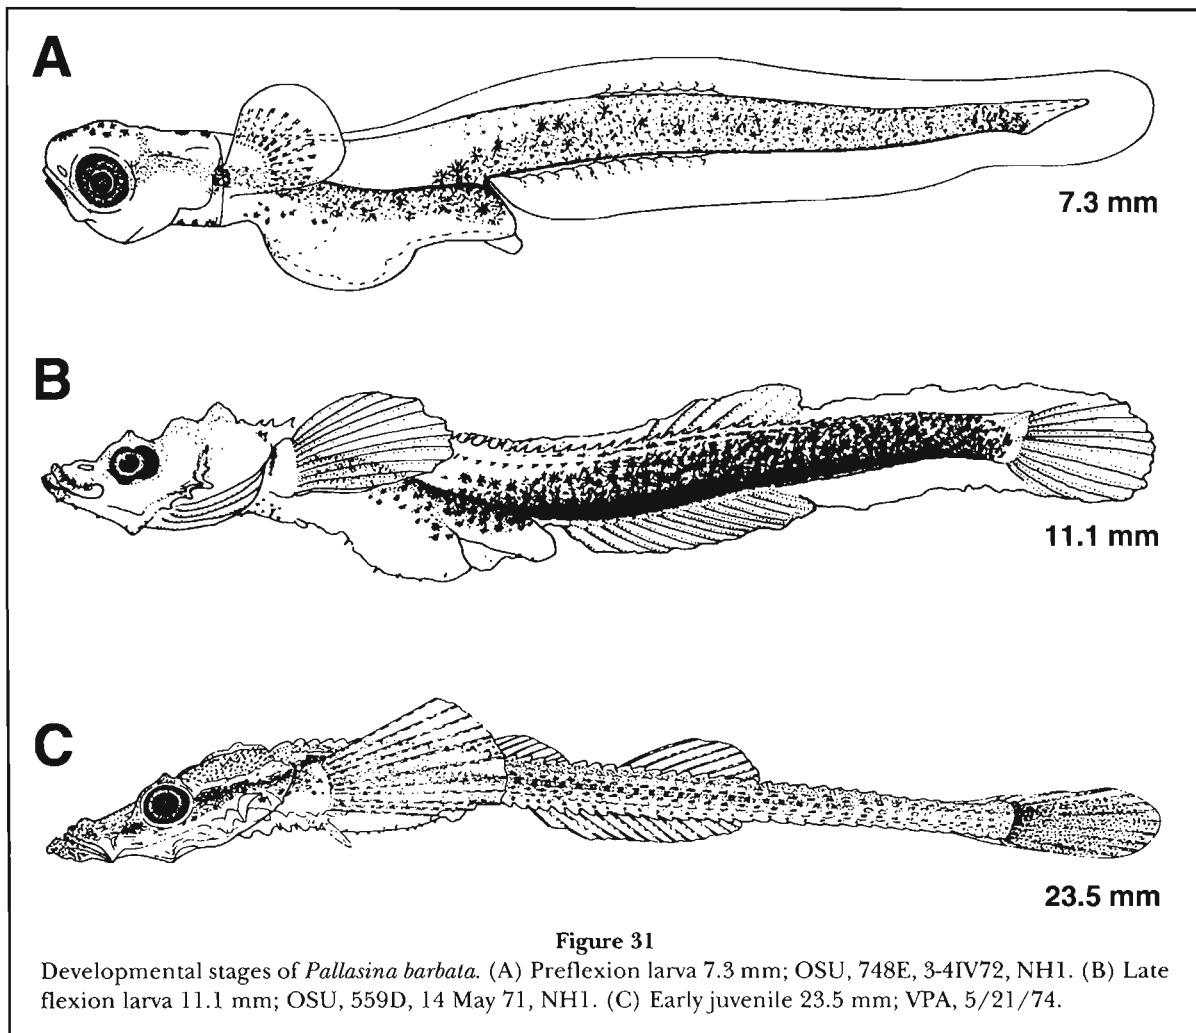 A
7.3 mm
B
11.1 mm
C
23.5 mm
Figure 31
Developmental stages of Pallasina barbata. (A) Preflexion larva 7.3 mm; OSU, 748E, 3-4IV72, NH1. (B) Late
flexion larva 11.1 mm; OSU, 559D, 14 May 71, NH1. (C) Early juvenile 23.5 mm; VPA, 5/21/74.